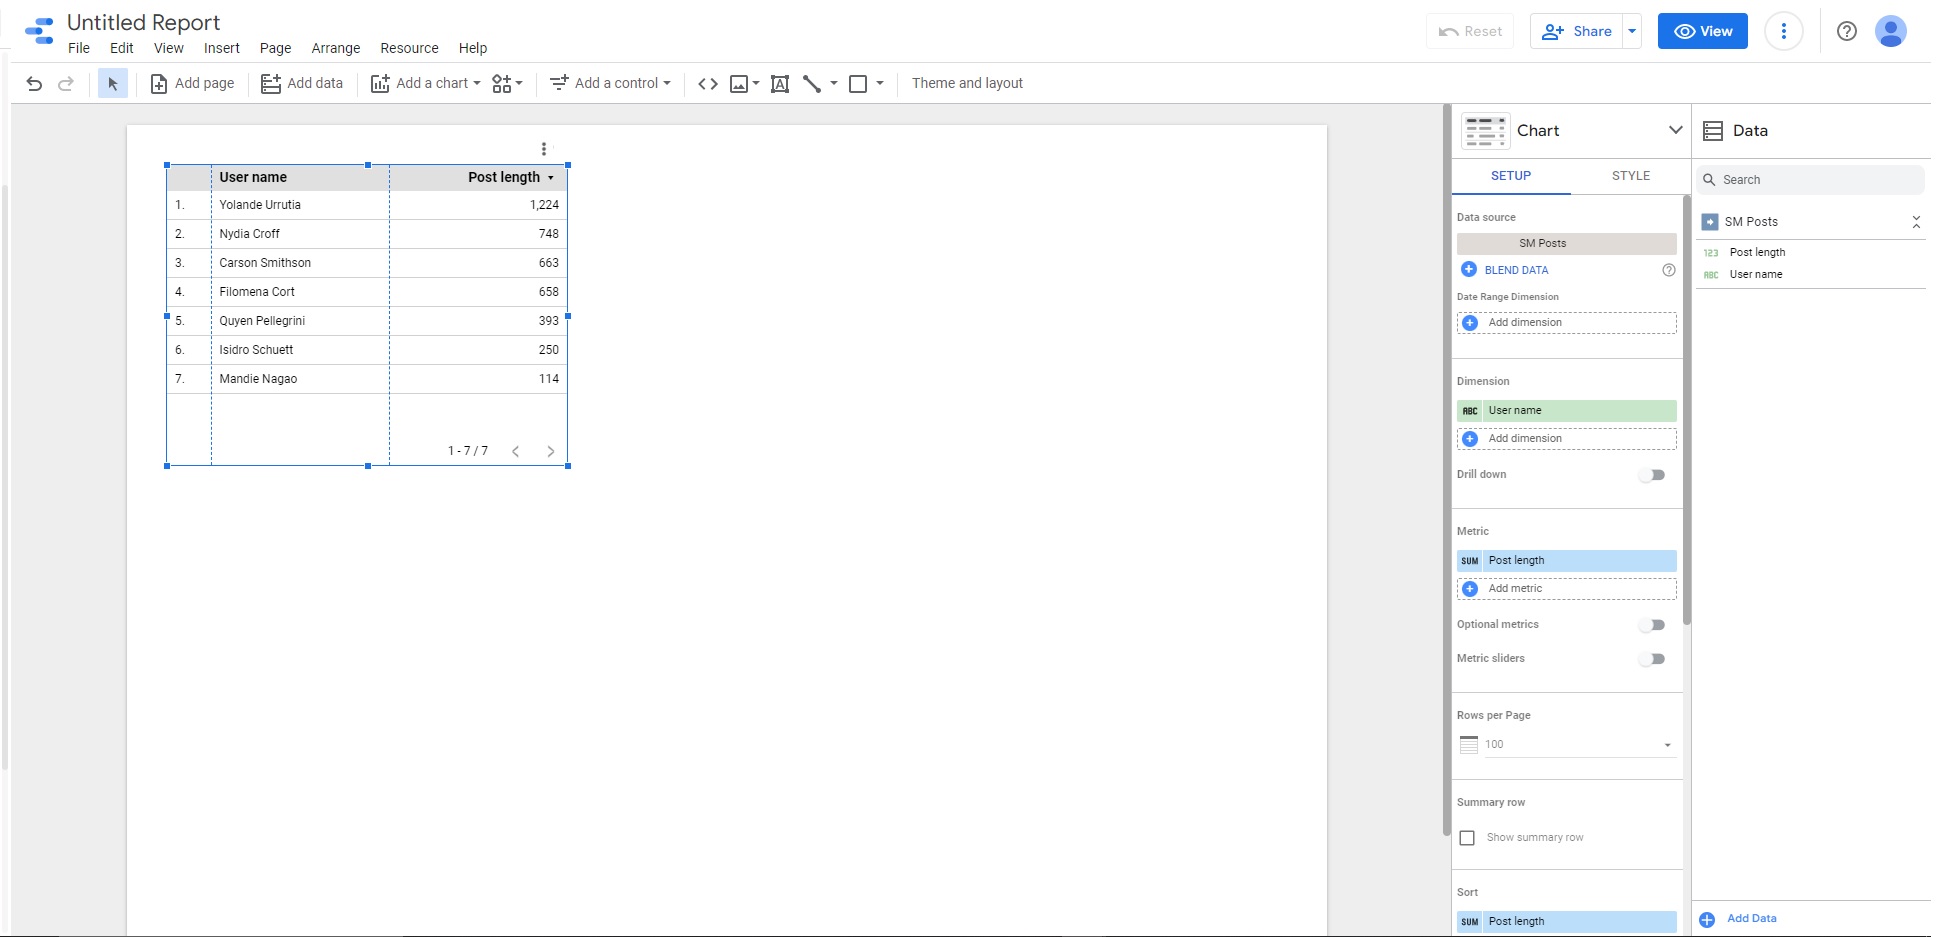 Untitled Report
File Edit View Insert Page Arrange Resource Help
Reset Share View
Add page Add data Add a chart Add a control Theme and layout
User name Post length
1. Yolande Urrutia 1,224
2. Nydia Croff 748
3. Carson Smithson 663
4. Filomena Cort 658
5. Quyen Pellegrini 393
6. Isidro Schuett 250
7. Mandie Nagao 114
1 - 7 / 7
Chart
SETUP STYLE
Data source
SM Posts
BLEND DATA
Date Range Dimension
Add dimension
Dimension
ABC User name
Add dimension
Drill down
Metric
SUM Post length
Add metric
Optional metrics
Metric sliders
Rows per Page
100
Summary row
Show summary row
Sort
SUM Post length
Data
Search
SM Posts
123 Post length
ABC User name
Add Data